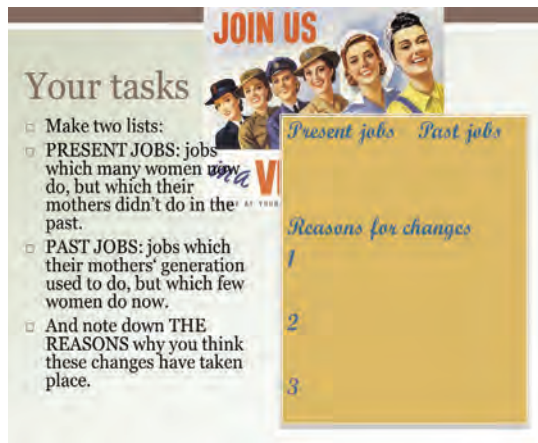 JOIN US
Your tasks
Make two lists:
PRESENT JOBS: jobs
which many women now
do, but which their
mothers didn't do in the
past.
PAST JOBS: jobs which
their mothers‘ generation
used to do, but which few
women do now.
And note down THE
REASONS why you think
these changes have taken
place.
in a V
AT YOUR
Present jobs Past jobs
Reasons for changes
1
2
3